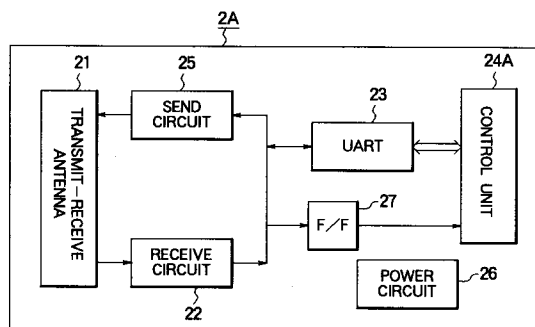 2A
21
25
24A
SEND
CIRCUIT
23
TRANSMIT-RECEIVE
ANTENNA
UART
CONTROL UNIT
27
F/F
RECEIVE
CIRCUIT
22
POWER
CIRCUIT
26